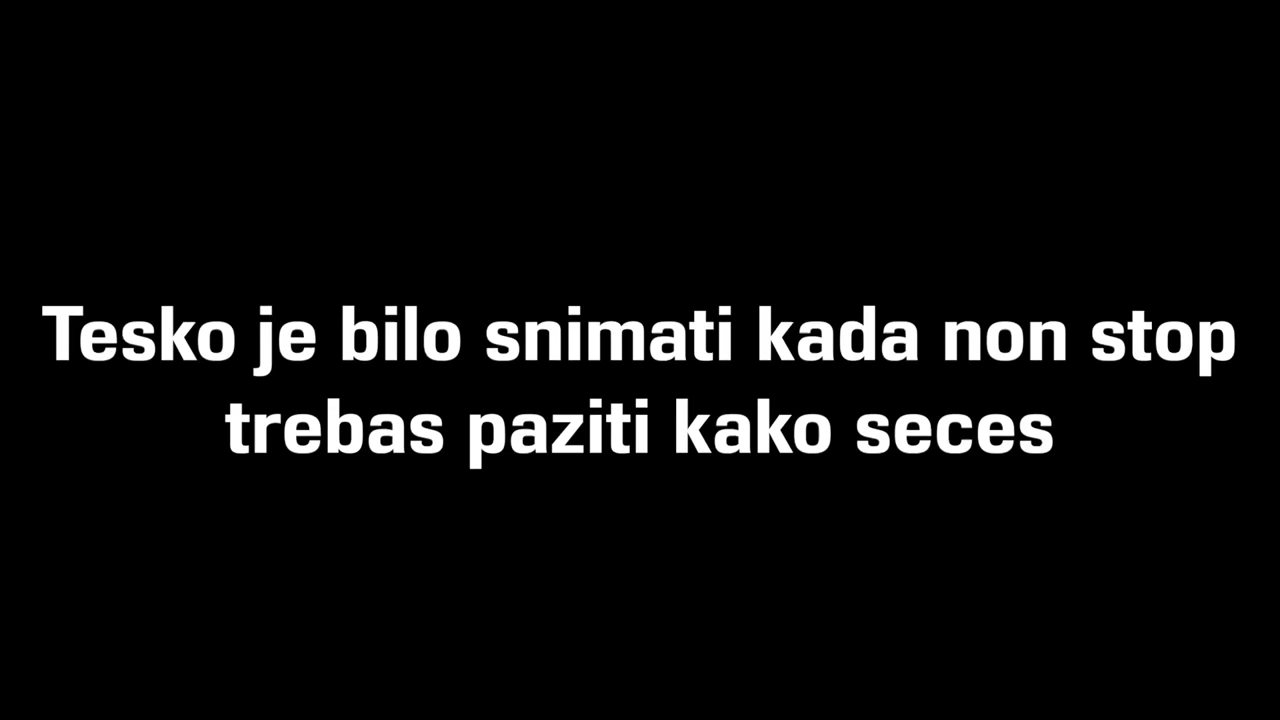 Tesko je bilo snimati kada non stop
trebas paziti kako seces